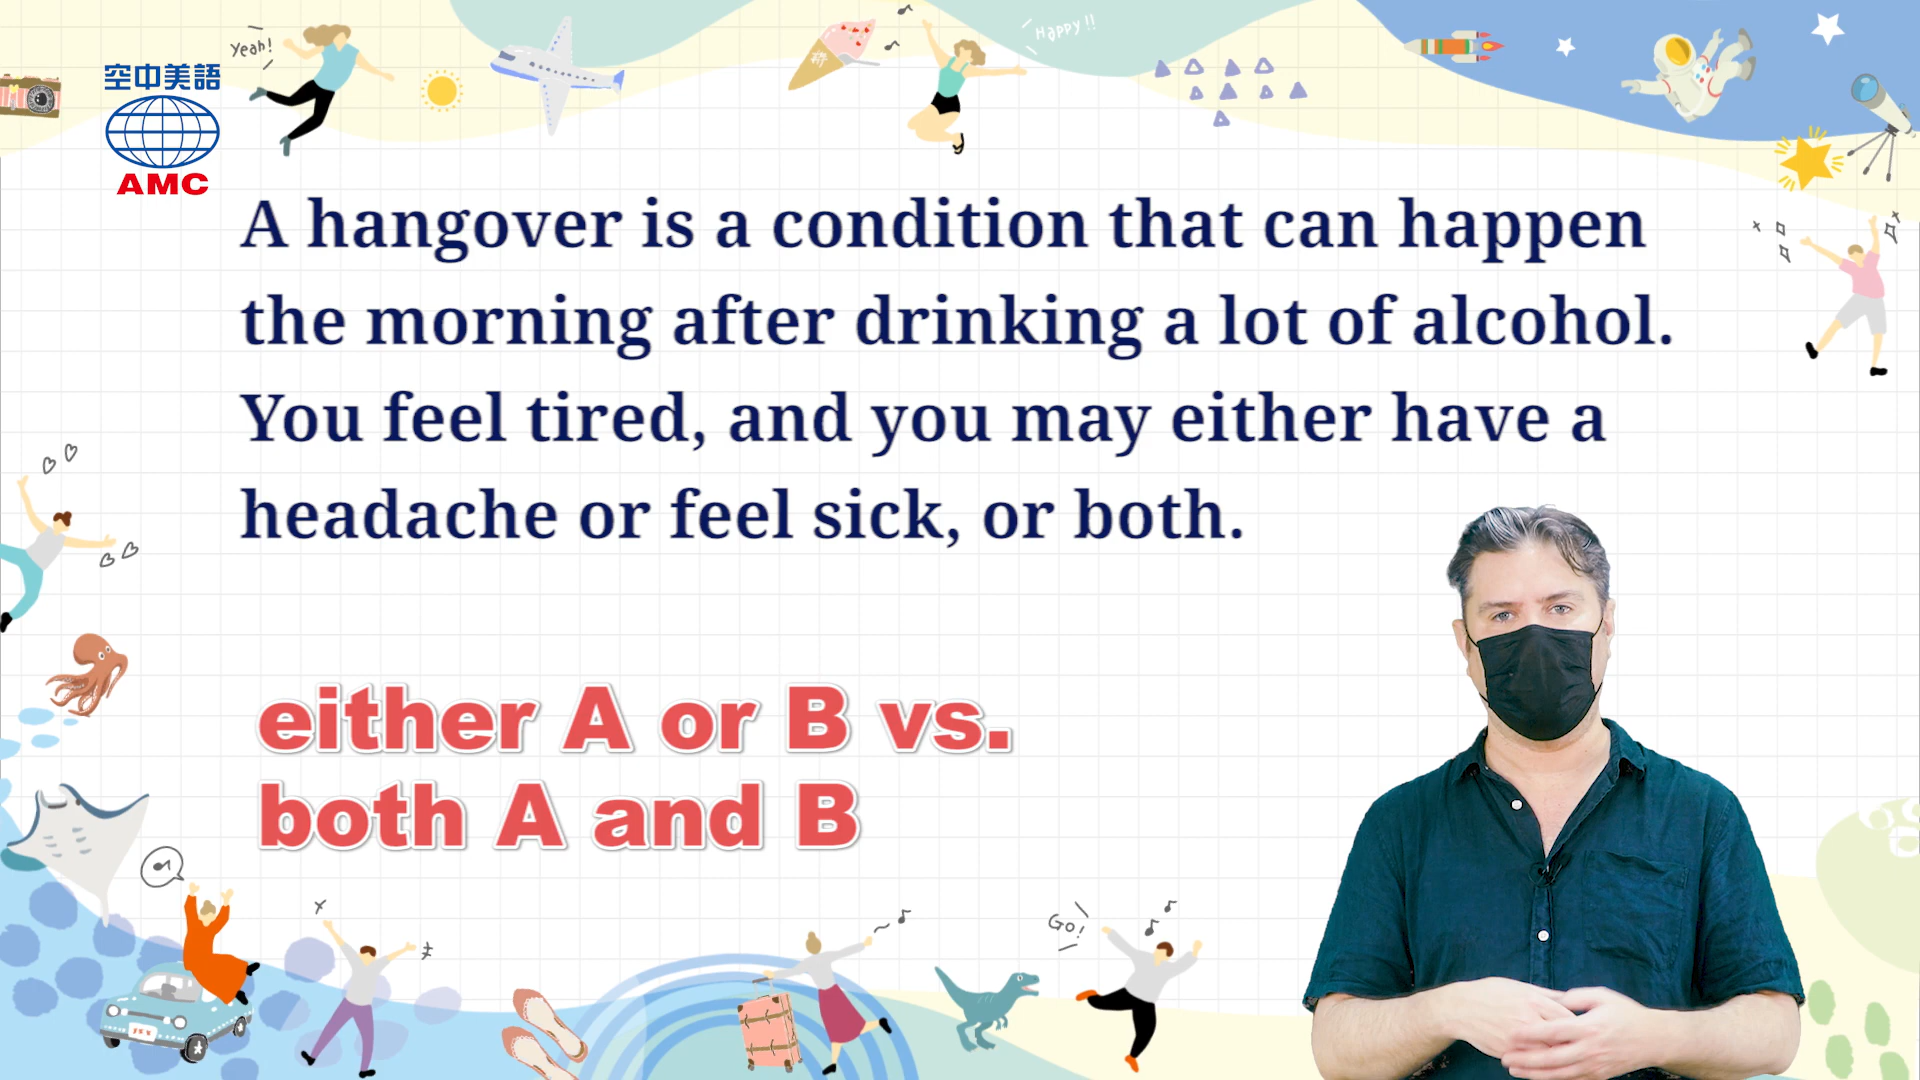 Yeah!
Happy!!
空中美語
AMC
A hangover is a condition that can happen
the morning after drinking a lot of alcohol.
You feel tired, and you may either have a
headache or feel sick, or both.
either A or B vs.
both A and B
Go!